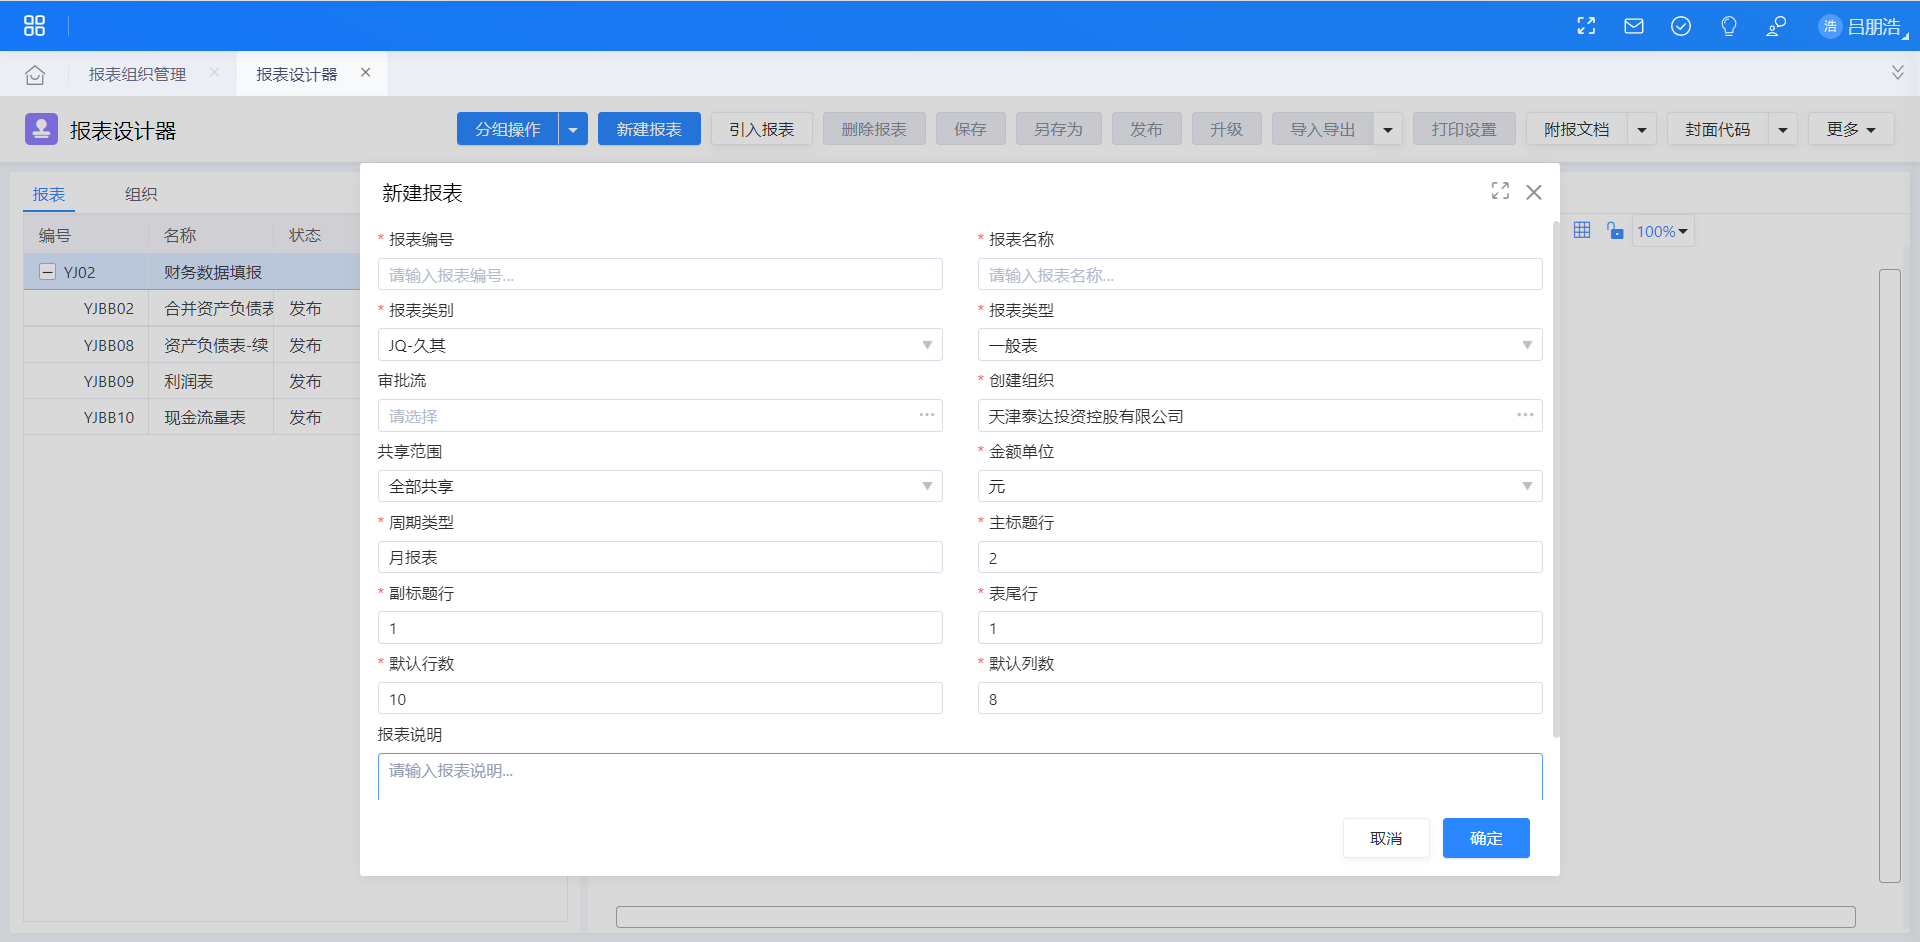 浩 吕朋浩
报表组织管理 报表设计器
报表设计器 分组操作 新建报表 引入报表 删除报表 保存 另存为 发布 升级 导入导出 打印设置 附报文档 封面代码 更多
报表 组织
编号 名称 状态
YJ02 财务数据填报
YJBB02 合并资产负债表 发布
YJBB08 资产负债表-续 发布
YJBB09 利润表 发布
YJBB10 现金流量表 发布
100%
新建报表
* 报表编号 * 报表名称
请输入报表编号... 请输入报表名称...
* 报表类别 * 报表类型
JQ-久其 一般表
审批流 * 创建组织
请选择 天津泰达投资控股有限公司
共享范围 * 金额单位
全部共享 元
* 周期类型 * 主标题行
月报表 2
* 副标题行 * 表尾行
1 1
* 默认行数 * 默认列数
10 8
报表说明
请输入报表说明...
取消 确定